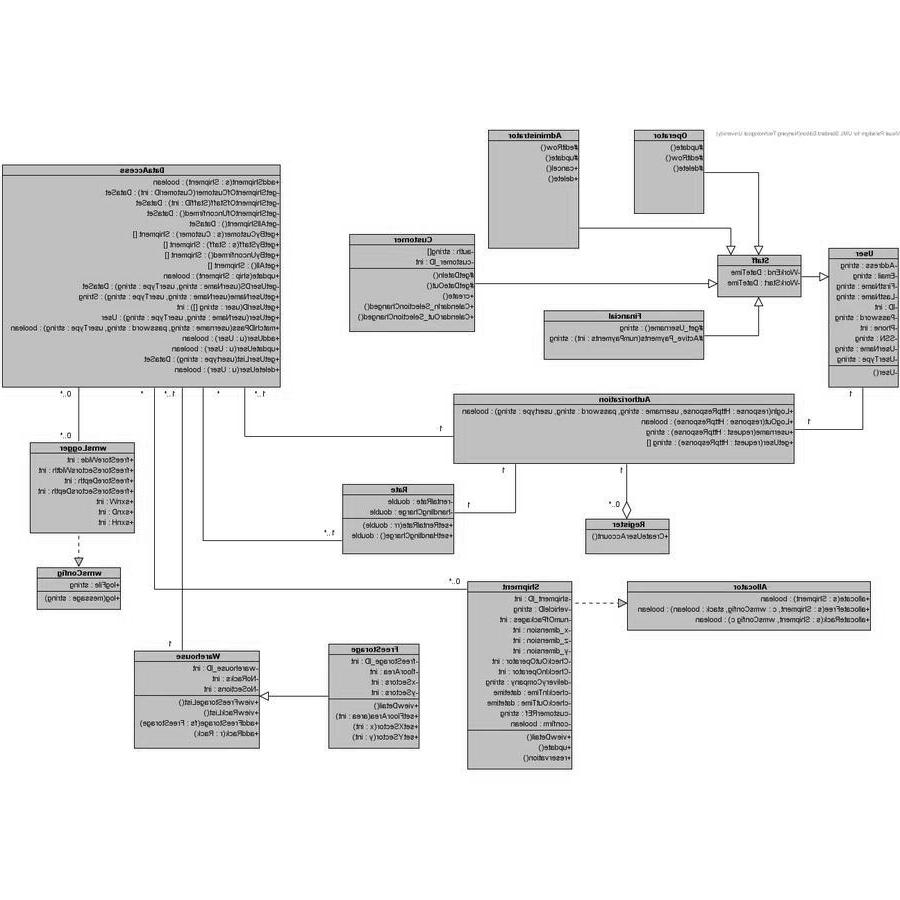 Visual Paradigm for UML Standard Edition(Nanyang Technological University)
Operator
#update()
#editRow()
#delete()
Administrator
#editRow()
#update()
+cancel()
+delete()
DataAccess
+addShipment(s : Shipment) : boolean
-getShipmentOfCustomer(CustomerID : int) : DataSet
-getShipmentOfStaff(StaffID : int) : DataSet
-getShipmentOfUnconfirmed() : DataSet
-getAllShipment() : DataSet
+getByCustomer(s : Customer) : Shipment []
+getByStaff(s : Staff) : Shipment []
+getByUnconfirmed() : Shipment []
+getAll() : Shipment []
+update(ship : Shipment) : boolean
+getUserDS(userName : string, userType : string) : DataSet
+getUserName(userName : string, userType : string) : String
+getUserID(user : string []) : int
+getUser(userName : string, userType : string) : User
+matchIDPass(username : string, password : string, userType : string) : boolean
+addUser(u : User) : boolean
+updateUser(u : User) : boolean
+getUserList(usertype : string) : DataSet
+deleteUser(u : User) : boolean
Customer
-auth : string[]
-customer_ID : int
#getDateIn()
#getDateOut()
+create()
+CalendarIn_SelectionChanged()
+CalendarOut_SelectionChanged()
Staff
-WorkEnd : DateTime
-WorkStart : DateTime
User
-Address : string
-Email : string
-FirstName : string
-LastName : string
-ID : int
-Password : string
-Phone : int
-SSN : string
-UserName : string
-UserType : string
+User()
Financial
#get_Username() : string
#Active_Payments(numPayments : int) : string
Authorization
+LogIn(response : HttpResponse, username : string, password : string, usertype : string) : boolean
+LogOut(response : HttpResponse) : boolean
+username(request : HttpResponse) : string
+getUser(request : HttpResponse) : string []
wmsLogger
+freeStoreWide : int
+freeStoreSectorsWidth : int
+freeStoreDepth : int
+freeStoreSectorsDepth : int
+sxnW : int
+sxnD : int
+sxnH : int
Rate
-rentalRate : double
-handlingCharge : double
+setRentalRate(rr : double)
+setHandlingCharge() : double
Register
+CreateUserAccount()
wmsConfig
+logFile : string
+log(message : string)
Shipment
-shipment_ID : int
-vehicleID : string
-numOfPackages : int
-x_dimension : int
-z_dimension : int
-y_dimension : int
-CheckOutOperator : int
-CheckInOperator : int
-deliveryCompany : string
-checkInTime : datetime
-checkOutTime : datetime
-customerREf : string
-confirm : boolean
+viewDetail()
+update()
+reservation()
Allocator
+allocate(s : Shipment) : boolean
+allocateFree(s : Shipment, c : wmsConfig, stack : boolean) : boolean
+allocateRack(s : Shipment, wmsConfig c) : boolean
Warehouse
-warehouse_ID : int
-NoRacks : int
-NoSections : int
+viewFreeStorageList()
+viewRackList()
+addFreeStorage(fs : FreeStorage)
+addRack(r : Rack)
FreeStorage
-freeStorage_ID : int
-floorArea : int
-xSectors : int
-ySectors : int
+viewDetail()
+setFloorArea(area : int)
+setXSector(x : int)
+setYSector(y : int)
0..*
*
1..*
*
1..*
1
1
1
0..*
1
1
0..*
1
1..*
0..*
1